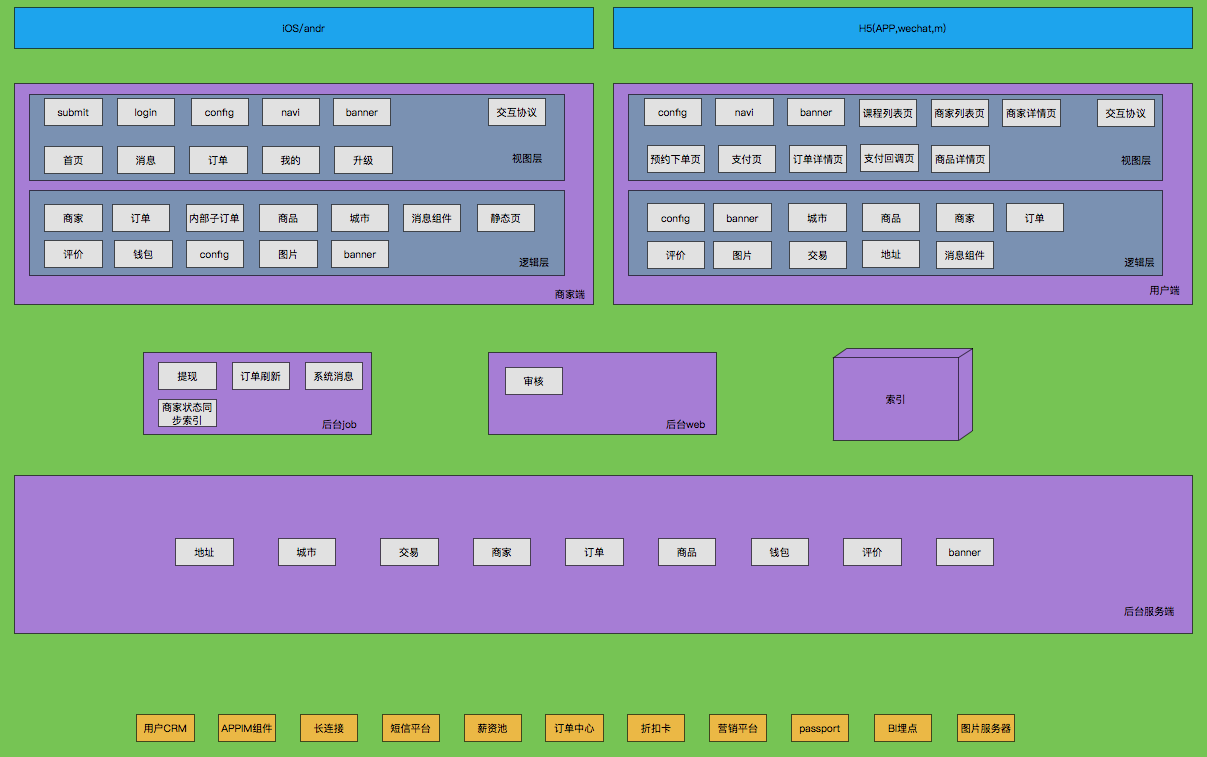 iOS/andr
H5(APP,wechat,m)
submit
login
config
navi
banner
交互协议
首页
消息
订单
我的
升级
视图层
商家
订单
内部子订单
商品
城市
消息组件
静态页
评价
钱包
config
图片
banner
逻辑层
商家端
config
navi
banner
课程列表页
商家列表页
商家详情页
交互协议
预约下单页
支付页
订单详情页
支付回调页
商品详情页
视图层
config
banner
城市
商品
商家
订单
评价
图片
交易
地址
消息组件
逻辑层
用户端
提现
订单刷新
系统消息
商家状态同
步索引
后台job
审核
后台web
索引
地址
城市
交易
商家
订单
商品
钱包
评价
banner
后台服务端
用户CRM
APPIM组件
长连接
短信平台
薪资池
订单中心
折扣卡
营销平台
passport
BI埋点
图片服务器